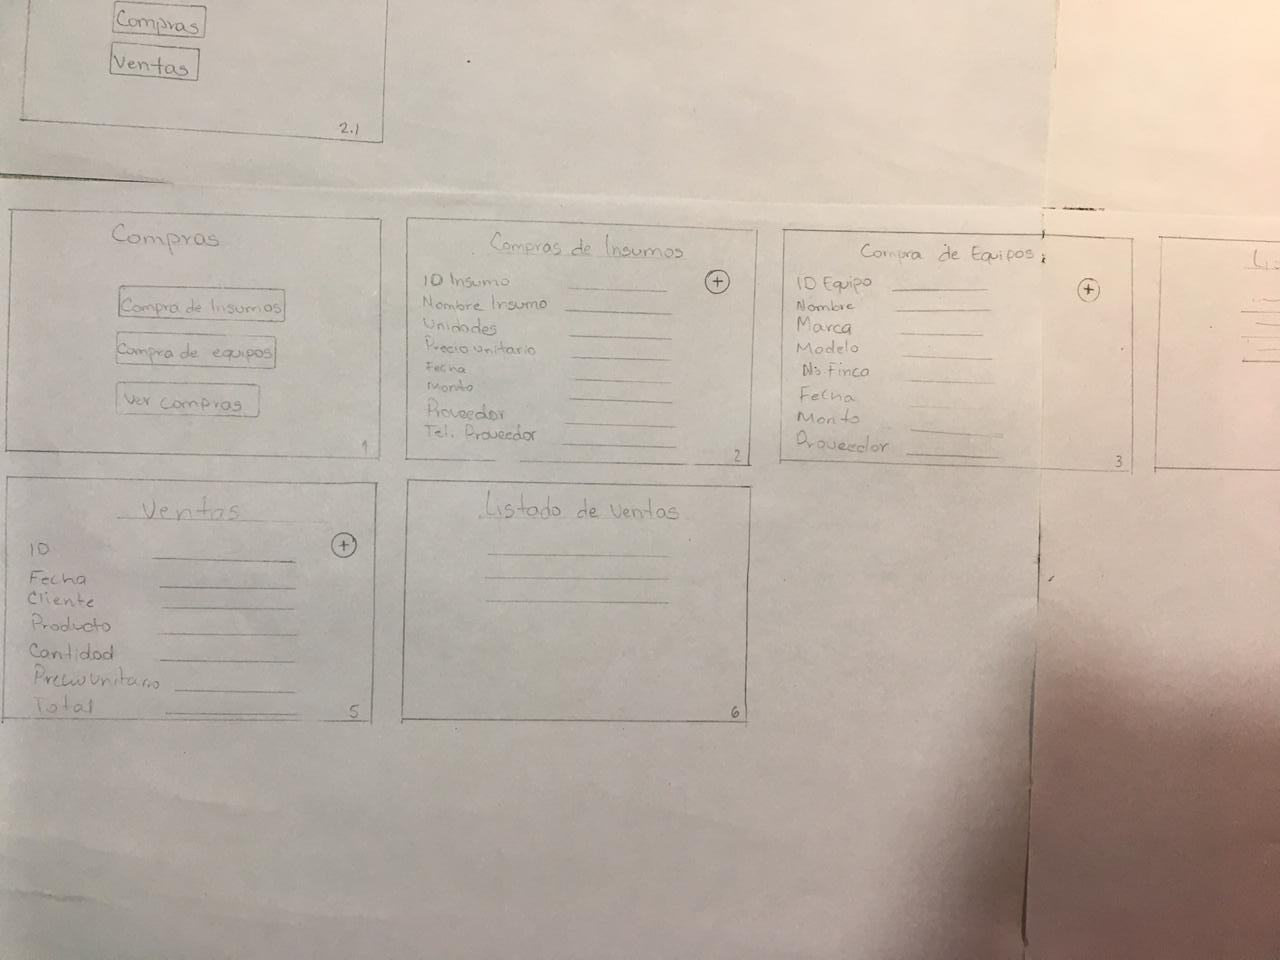 Compras
Ventas
2.1
Compras
Compra de Insumos
Compra de equipos
Ver compras
1
Compras de Insumos
+
ID Insumo
Nombre Insumo
Unidades
Precio unitario
Fecha
Monto
Proveedor
Tel. Proveedor
2
Compra de Equipos
+
ID Equipo
Nombre
Marca
Modelo
No Finca
Fecha
Monto
Proveedor
3
Ventas
+
ID
Fecha
Cliente
Producto
Cantidad
Precio unitario
Total
5
Listado de ventas
6